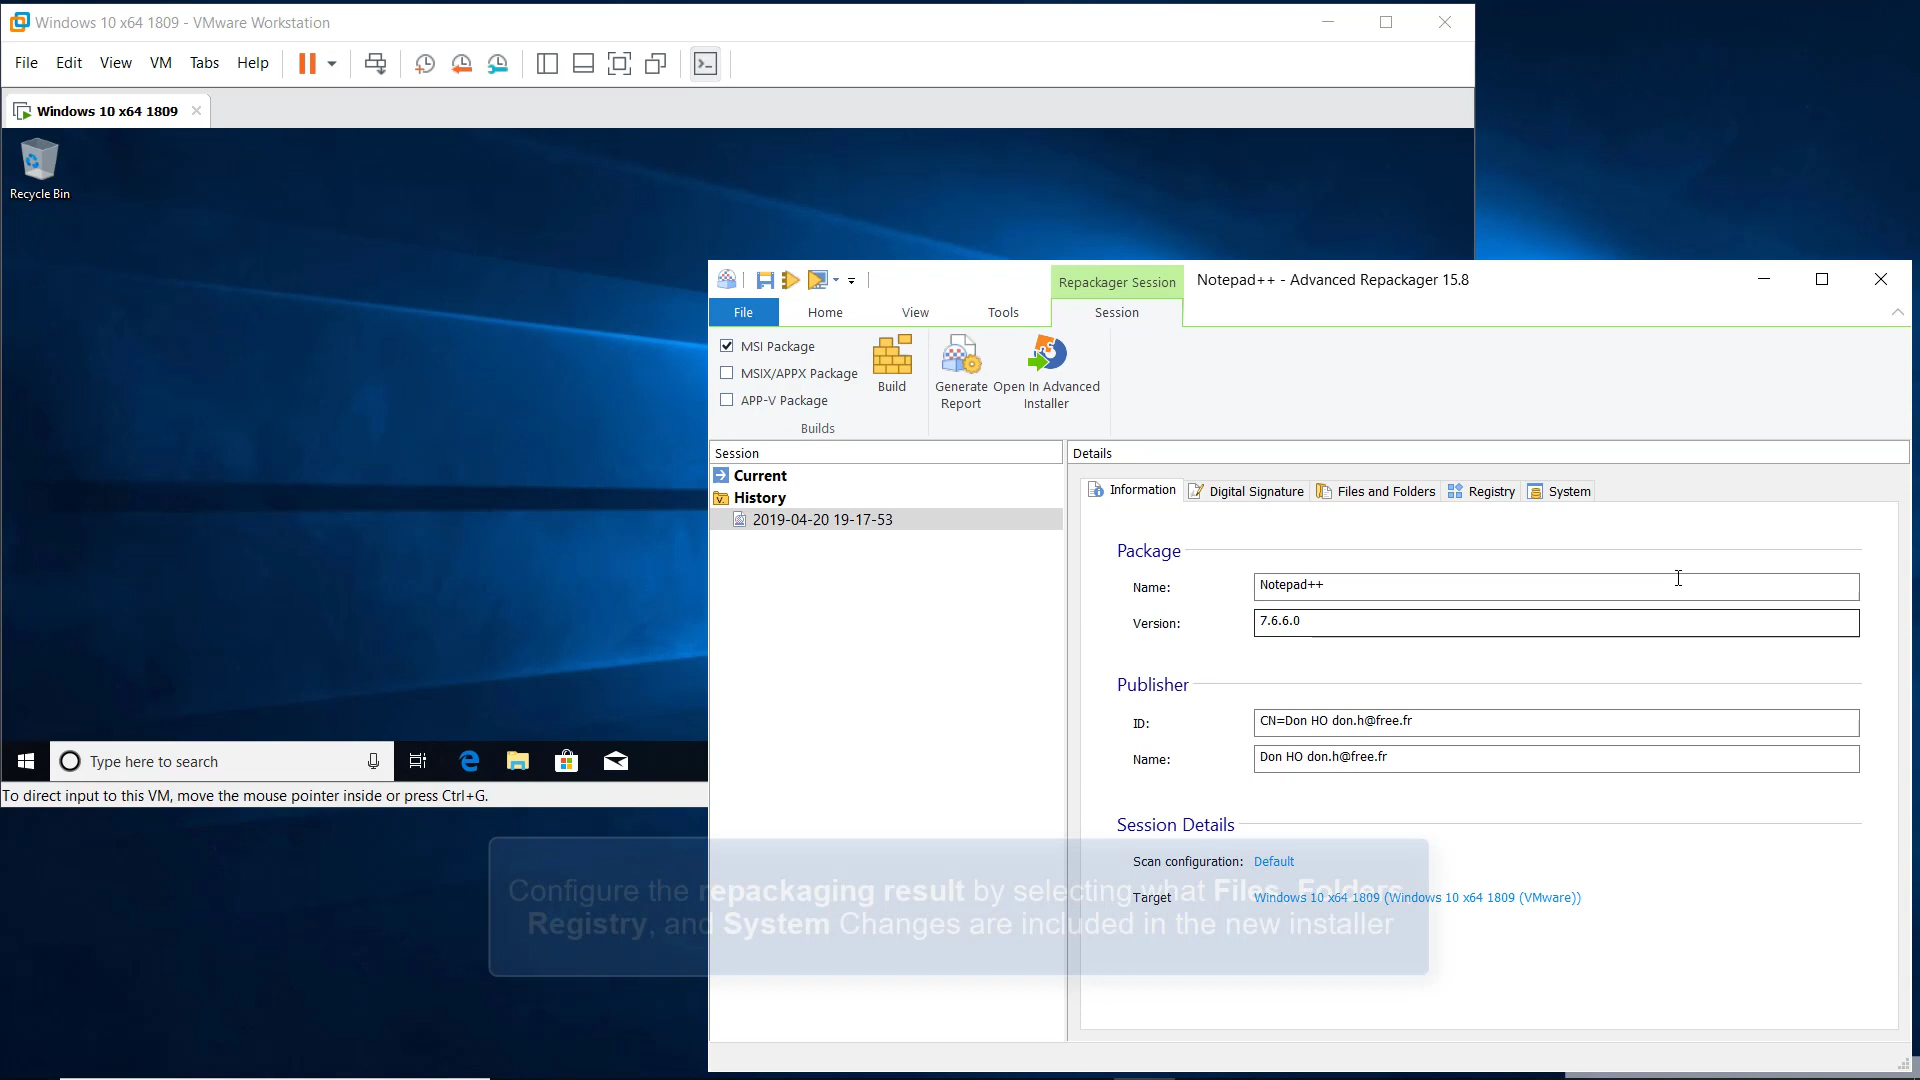 Windows 10 x64 1809 - VMware Workstation
File Edit View VM Tabs Help
Windows 10 x64 1809
Recycle Bin
Repackager Session
Notepad++ - Advanced Repackager 15.8
File Home View Tools Session
MSI Package
MSIX/APPX Package
APP-V Package
Build
Generate
Report
Open In Advanced
Installer
Builds
Session
Details
Current
History
2019-04-20 19-17-53
Information Digital Signature Files and Folders Registry System
Package
Name: Notepad++
Version: 7.6.6.0
Publisher
ID: CN=Don HO don.h@free.fr
Name: Don HO don.h@free.fr
Session Details
Scan configuration: Default
Target Windows 10 x64 1809 (Windows 10 x64 1809 (VMware))
Type here to search
To direct input to this VM, move the mouse pointer inside or press Ctrl+G.
Configure the repackaging result by selecting what Files, Folders
Registry, and System Changes are included in the new installer